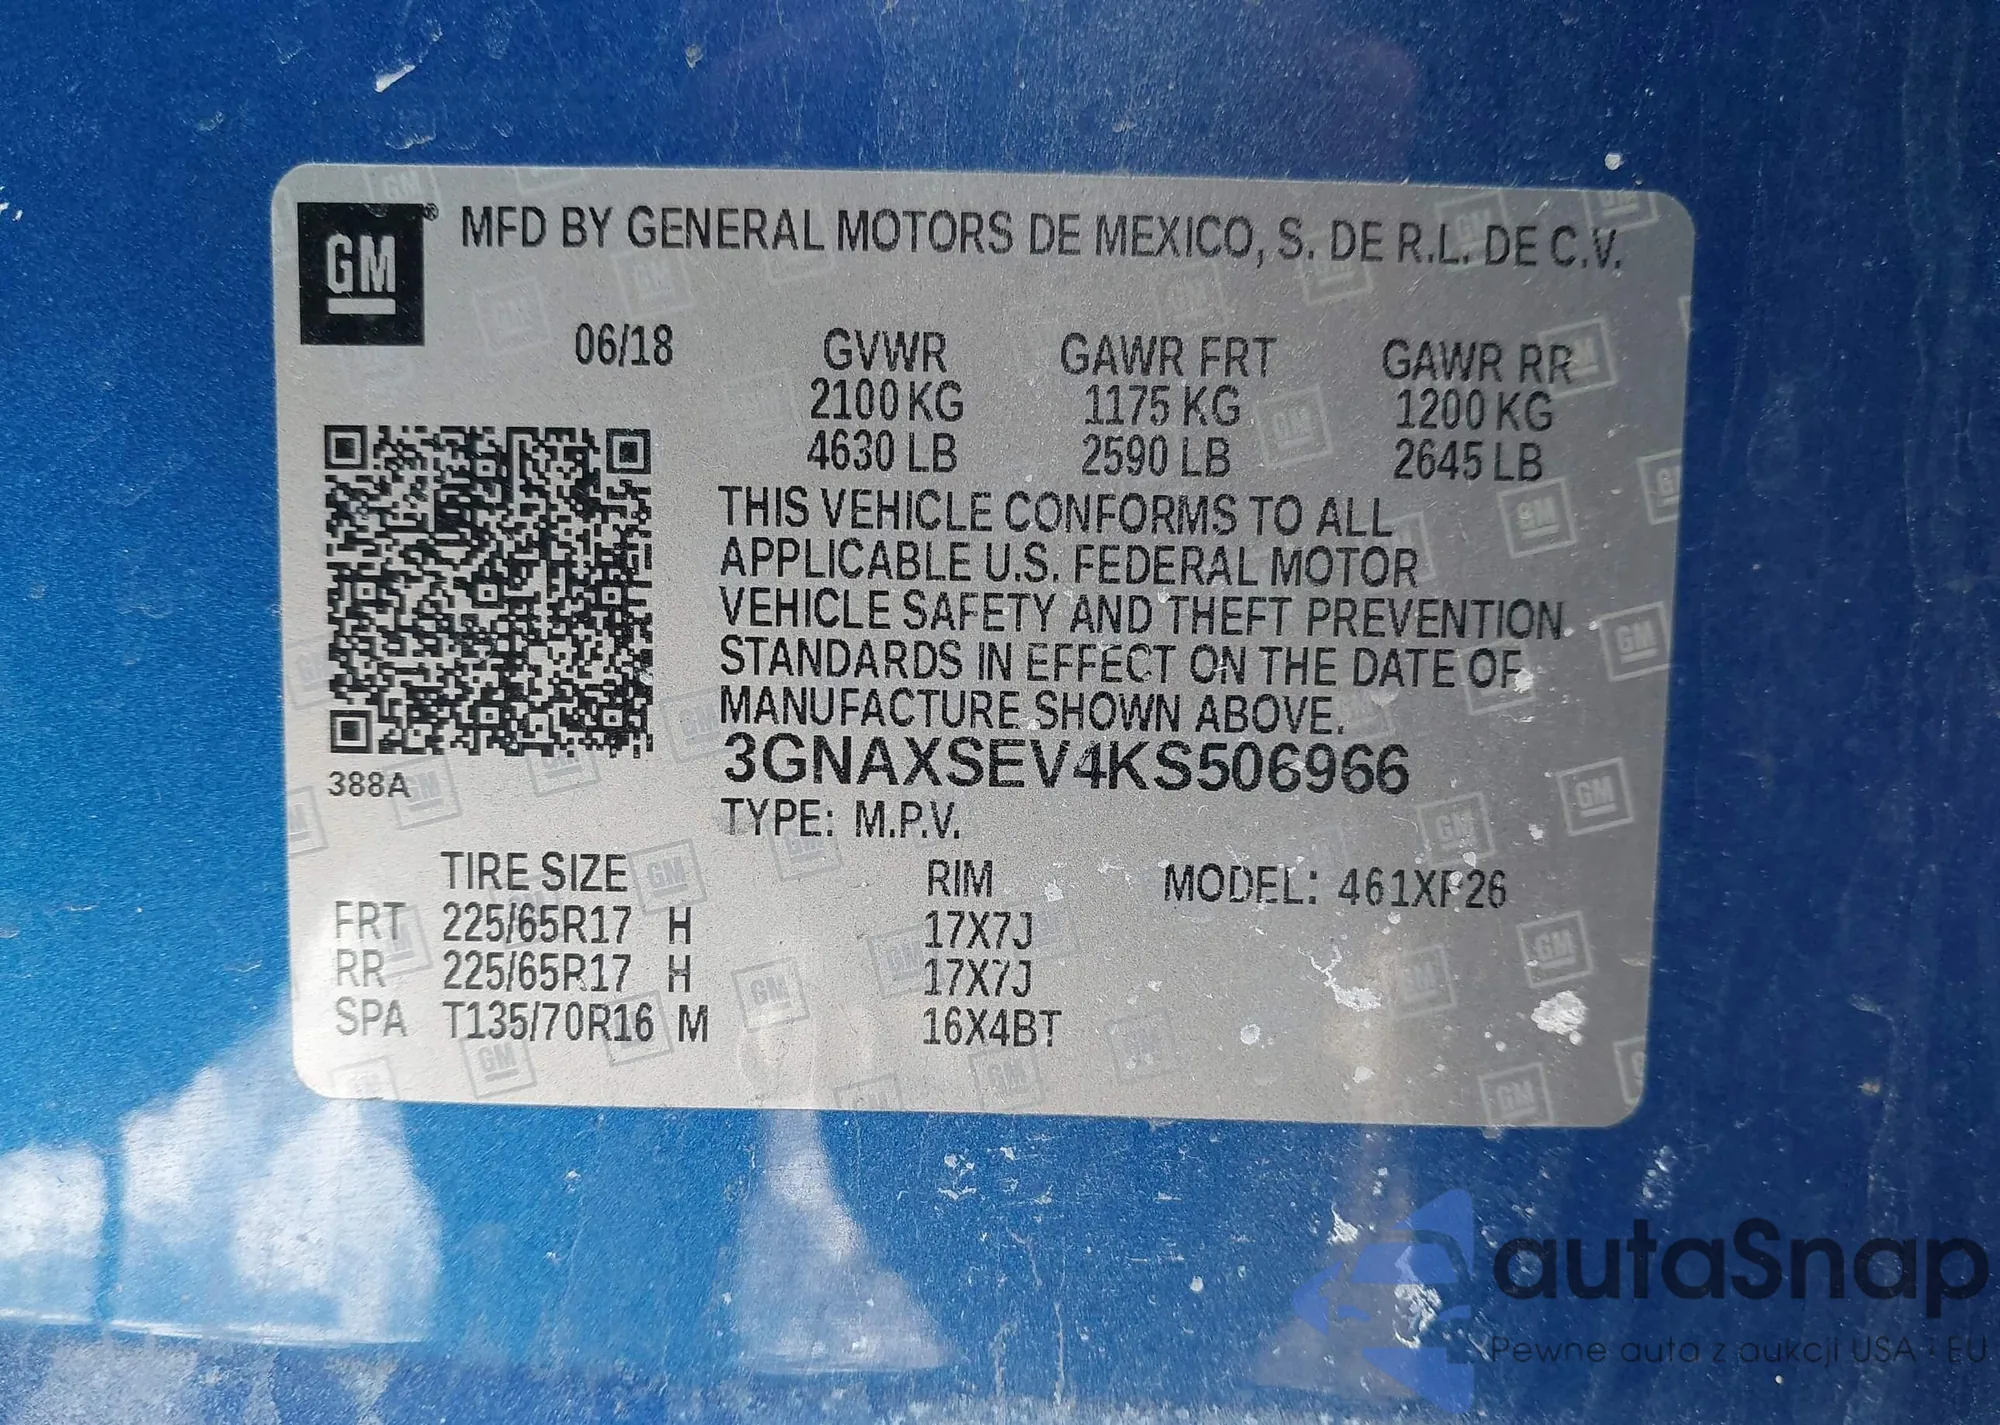 GM
MFD BY GENERAL MOTORS DE MEXICO, S. DE R.L. DE C.V.
06/18 GVWR GAWR FRT GAWR RR
2100 KG 1175 KG 1200 KG
4630 LB 2590 LB 2645 LB
THIS VEHICLE CONFORMS TO ALL
APPLICABLE U.S. FEDERAL MOTOR
VEHICLE SAFETY AND THEFT PREVENTION
STANDARDS IN EFFECT ON THE DATE OF
MANUFACTURE SHOWN ABOVE.
3GNAXSEV4KS506966
388A
TYPE: M.P.V.
TIRE SIZE RIM MODEL: 461XP26
FRT 225/65R17 H 17X7J
RR 225/65R17 H 17X7J
SPA T135/70R16 M 16X4BT
autaSnap
Pewne auta z aukcji USA · EU